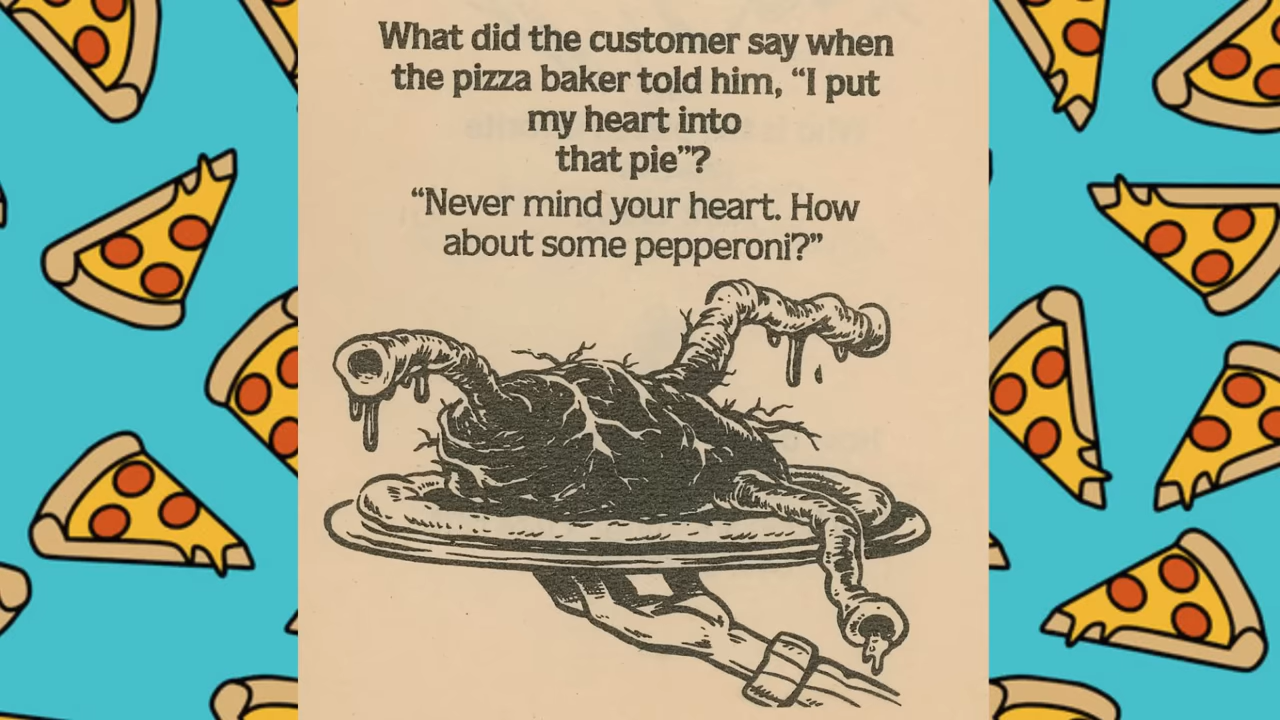 What did the customer say when
the pizza baker told him, “I put
my heart into
that pie”?
“Never mind your heart. How
about some pepperoni?”